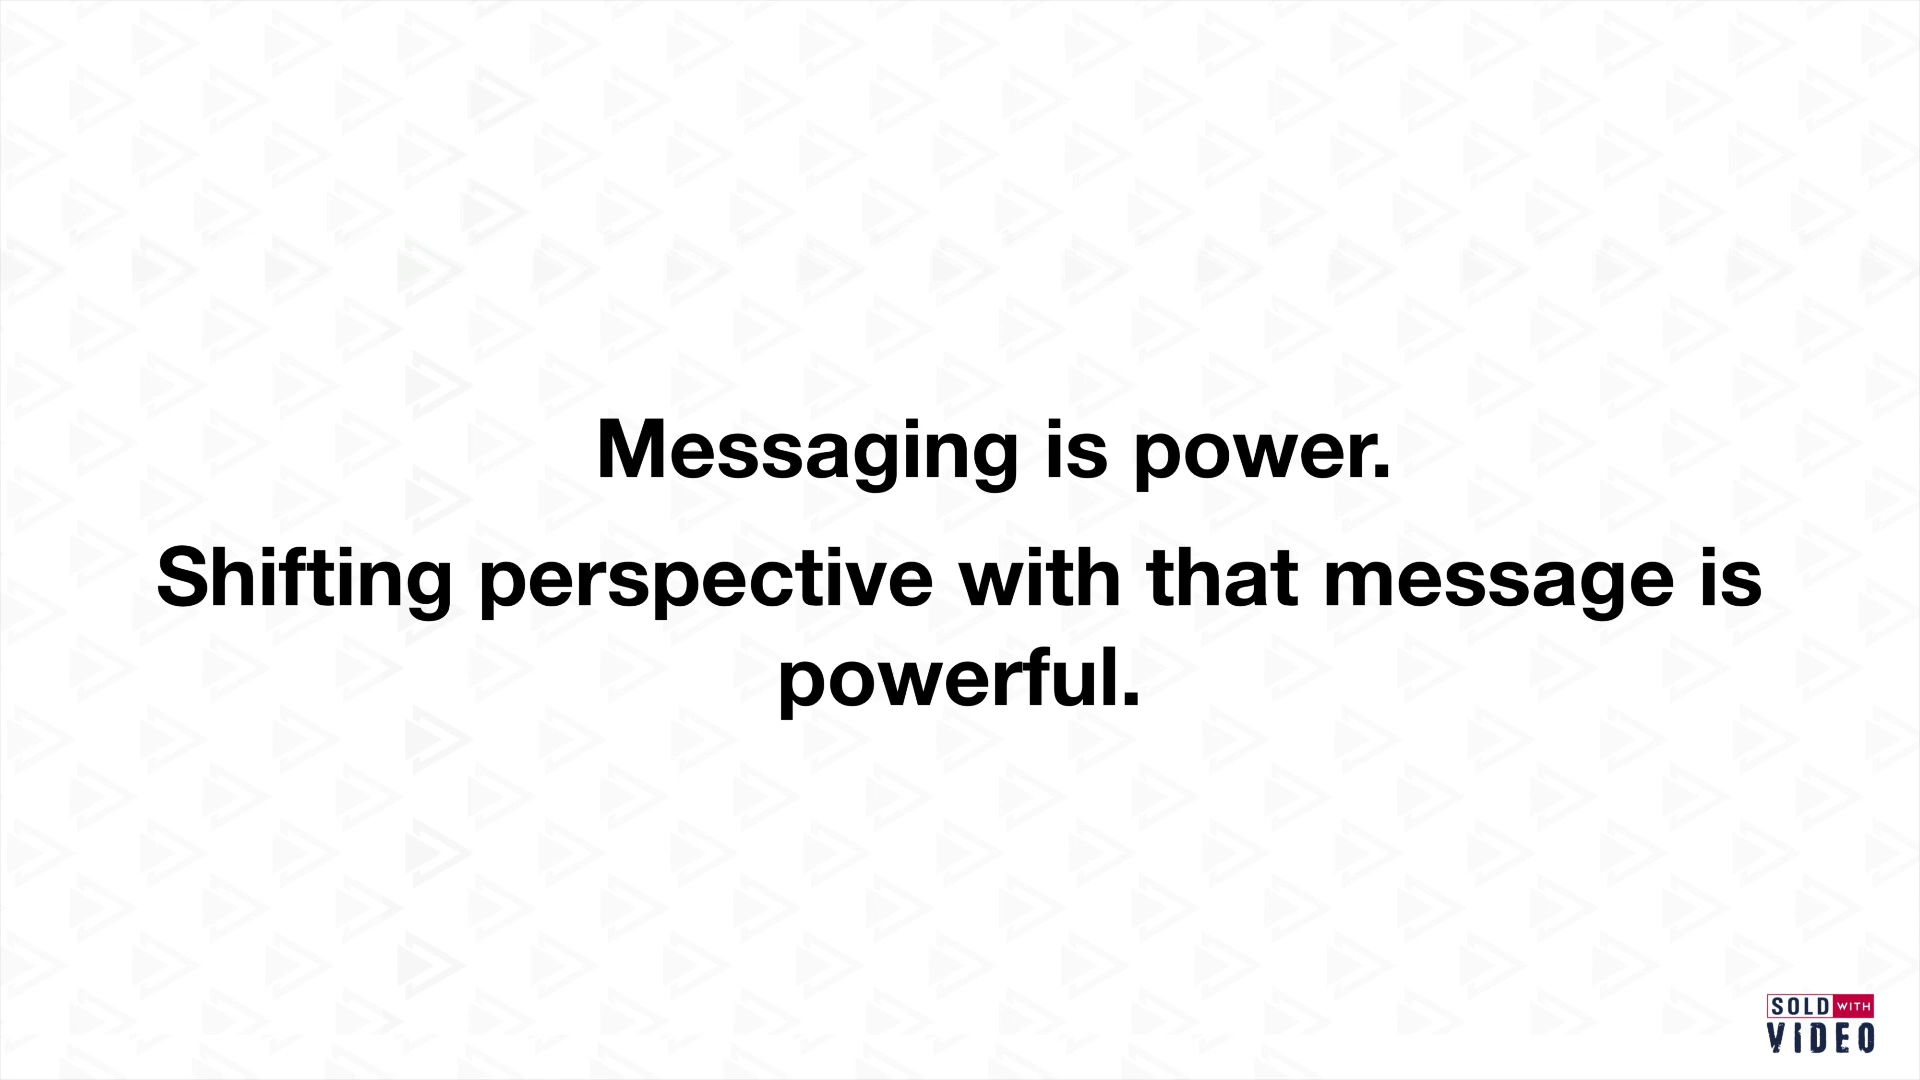 Messaging is power.
Shifting perspective with that message is
powerful.
SOLD WITH
VIDEO